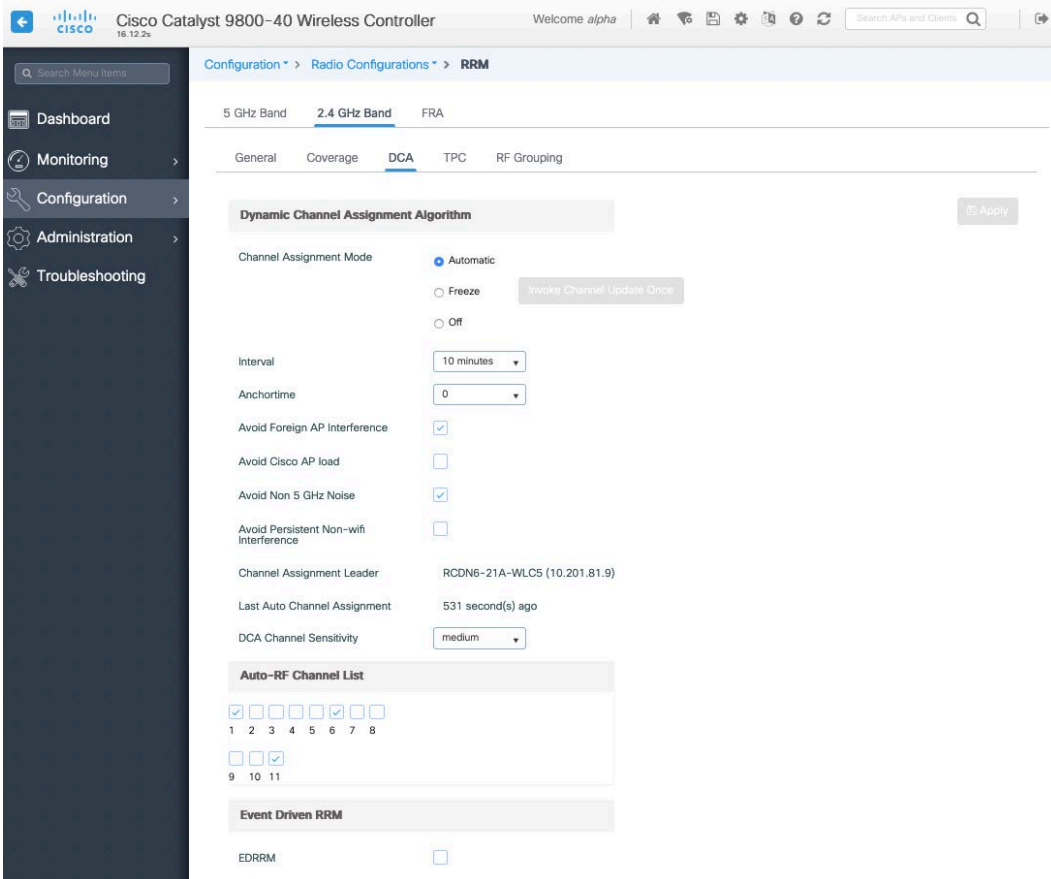 cisco
Cisco Catalyst 9800-40 Wireless Controller
16.12.2s
Welcome alpha
Search APs and Clients
Search Menu Items
Dashboard
Monitoring
Configuration
Administration
Troubleshooting
Configuration > Radio Configurations > RRM
5 GHz Band 2.4 GHz Band FRA
General Coverage DCA TPC RF Grouping
Dynamic Channel Assignment Algorithm
Apply
Channel Assignment Mode
Automatic
Freeze Invoke Channel Update Once
Off
Interval 10 minutes
Anchortime 0
Avoid Foreign AP Interference
Avoid Cisco AP load
Avoid Non 5 GHz Noise
Avoid Persistent Non-wifi
Interference
Channel Assignment Leader RCDN6-21A-WLC5 (10.201.81.9)
Last Auto Channel Assignment 531 second(s) ago
DCA Channel Sensitivity medium
Auto-RF Channel List
1 2 3 4 5 6 7 8
9 10 11
Event Driven RRM
EDRRM